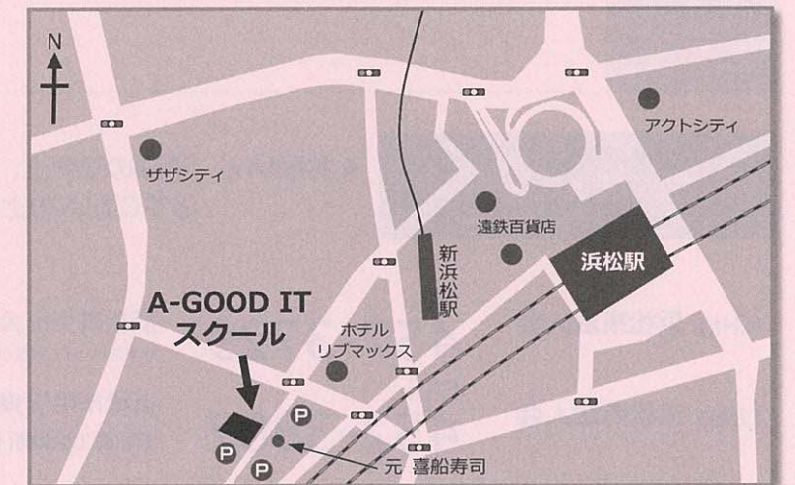 N
アクトシティ
ザザシティ
遠鉄百貨店
浜松駅
新浜松駅
A-GOOD IT
スクール
ホテル
リブマックス
P
P
P
元 喜船寿司